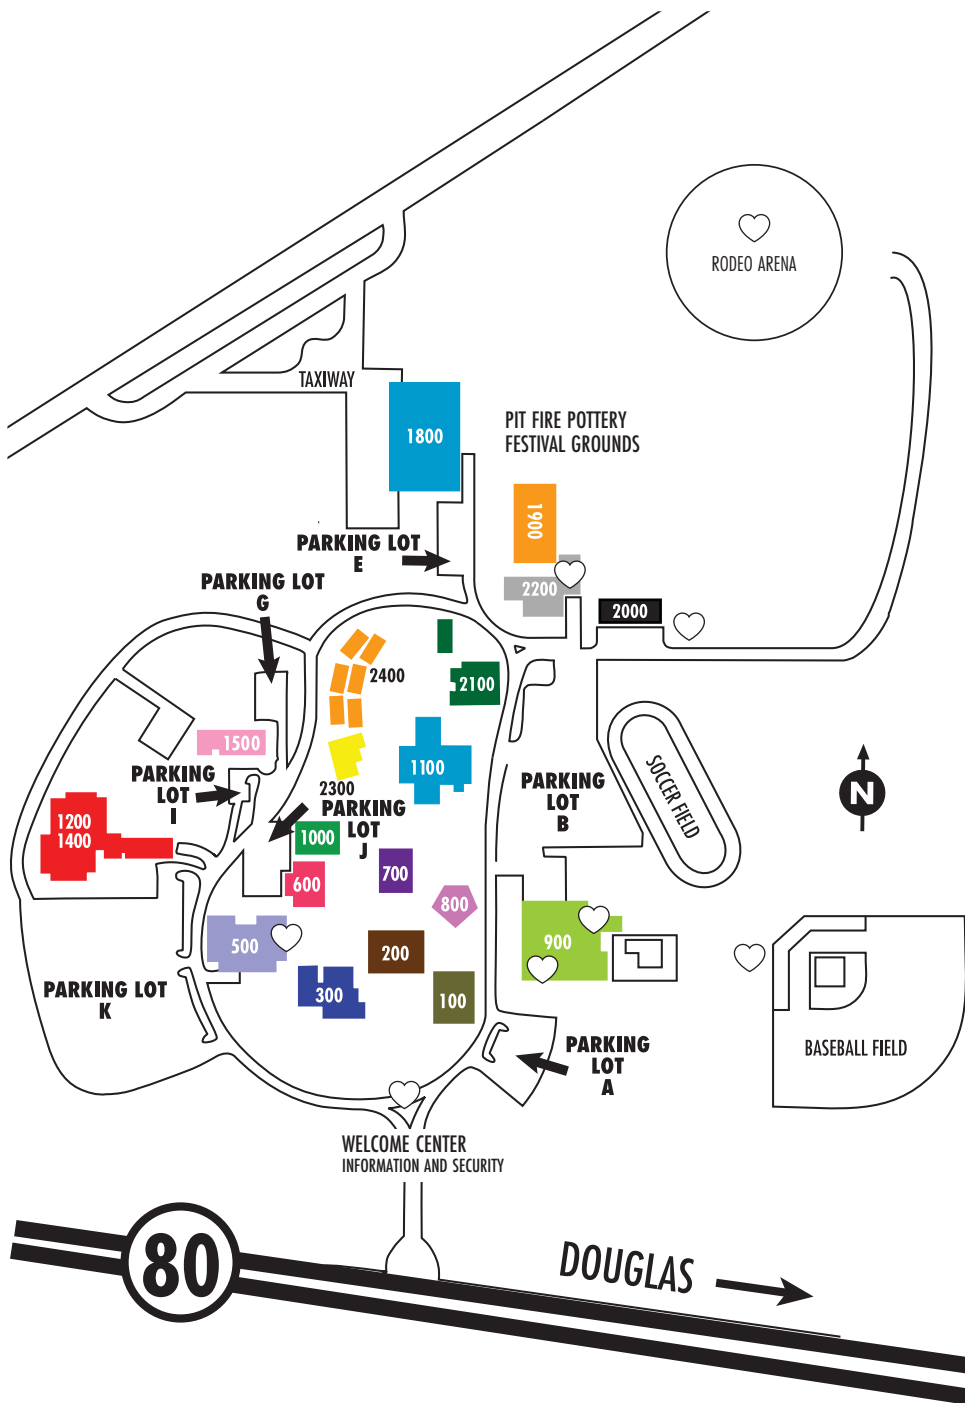 RODEO ARENA
TAXIWAY
PIT FIRE POTTERY
FESTIVAL GROUNDS
1800
1900
PARKING LOT
E
2200
2000
PARKING LOT
G
2400
2100
1500
1100
PARKING
LOT
I
2300
PARKING
LOT
J
PARKING
LOT
B
SOCCER FIELD
N
1200
1400
1000
700
600
800
500
200
900
300
100
PARKING LOT
K
PARKING
LOT
A
BASEBALL FIELD
WELCOME CENTER
INFORMATION AND SECURITY
80
DOUGLAS